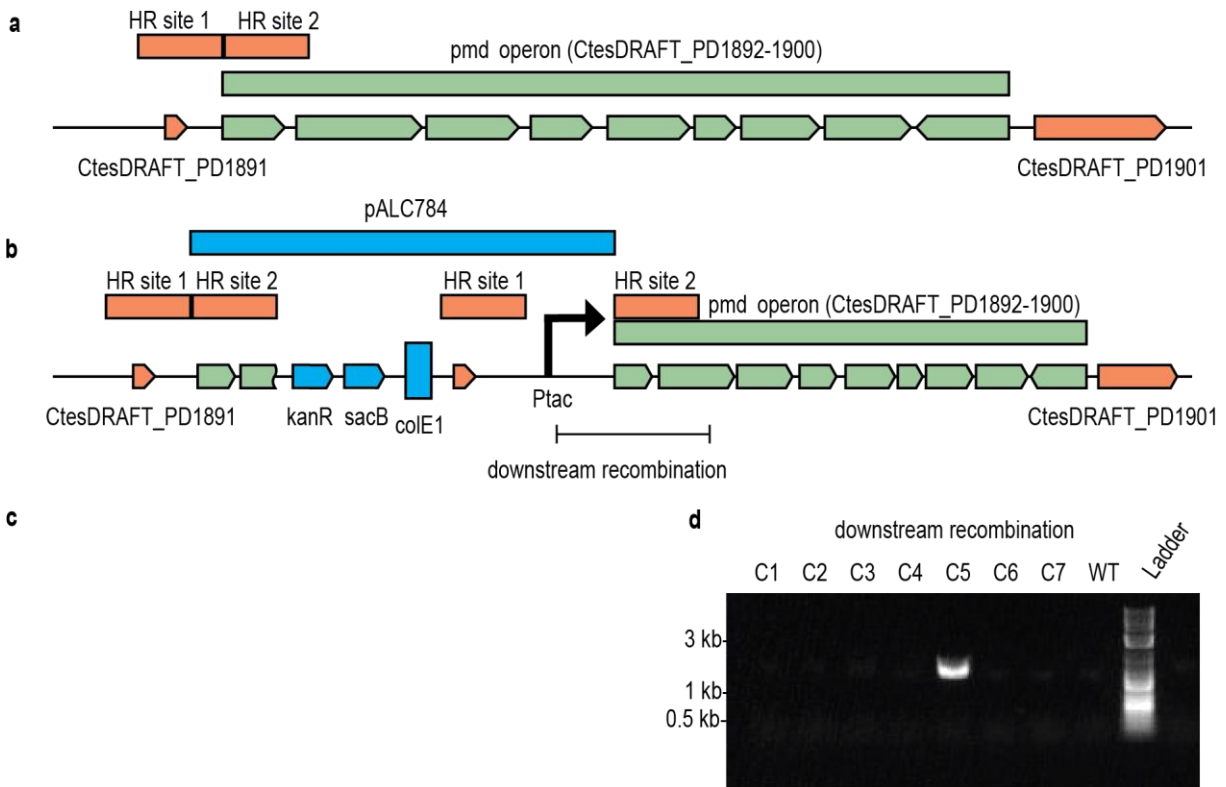 a
HR site 1 HR site 2
pmd operon (CtesDRAFT_PD1892-1900)
CtesDRAFT_PD1891
CtesDRAFT_PD1901
pALC784
b
HR site 1 HR site 2
HR site 1
HR site 2
pmd operon (CtesDRAFT_PD1892-1900)
CtesDRAFT_PD1891
kanR sacB colE1
Ptac
CtesDRAFT_PD1901
downstream recombination
c
d
downstream recombination
C1 C2 C3 C4 C5 C6 C7 WT Ladder
3 kb
1 kb
0.5 kb